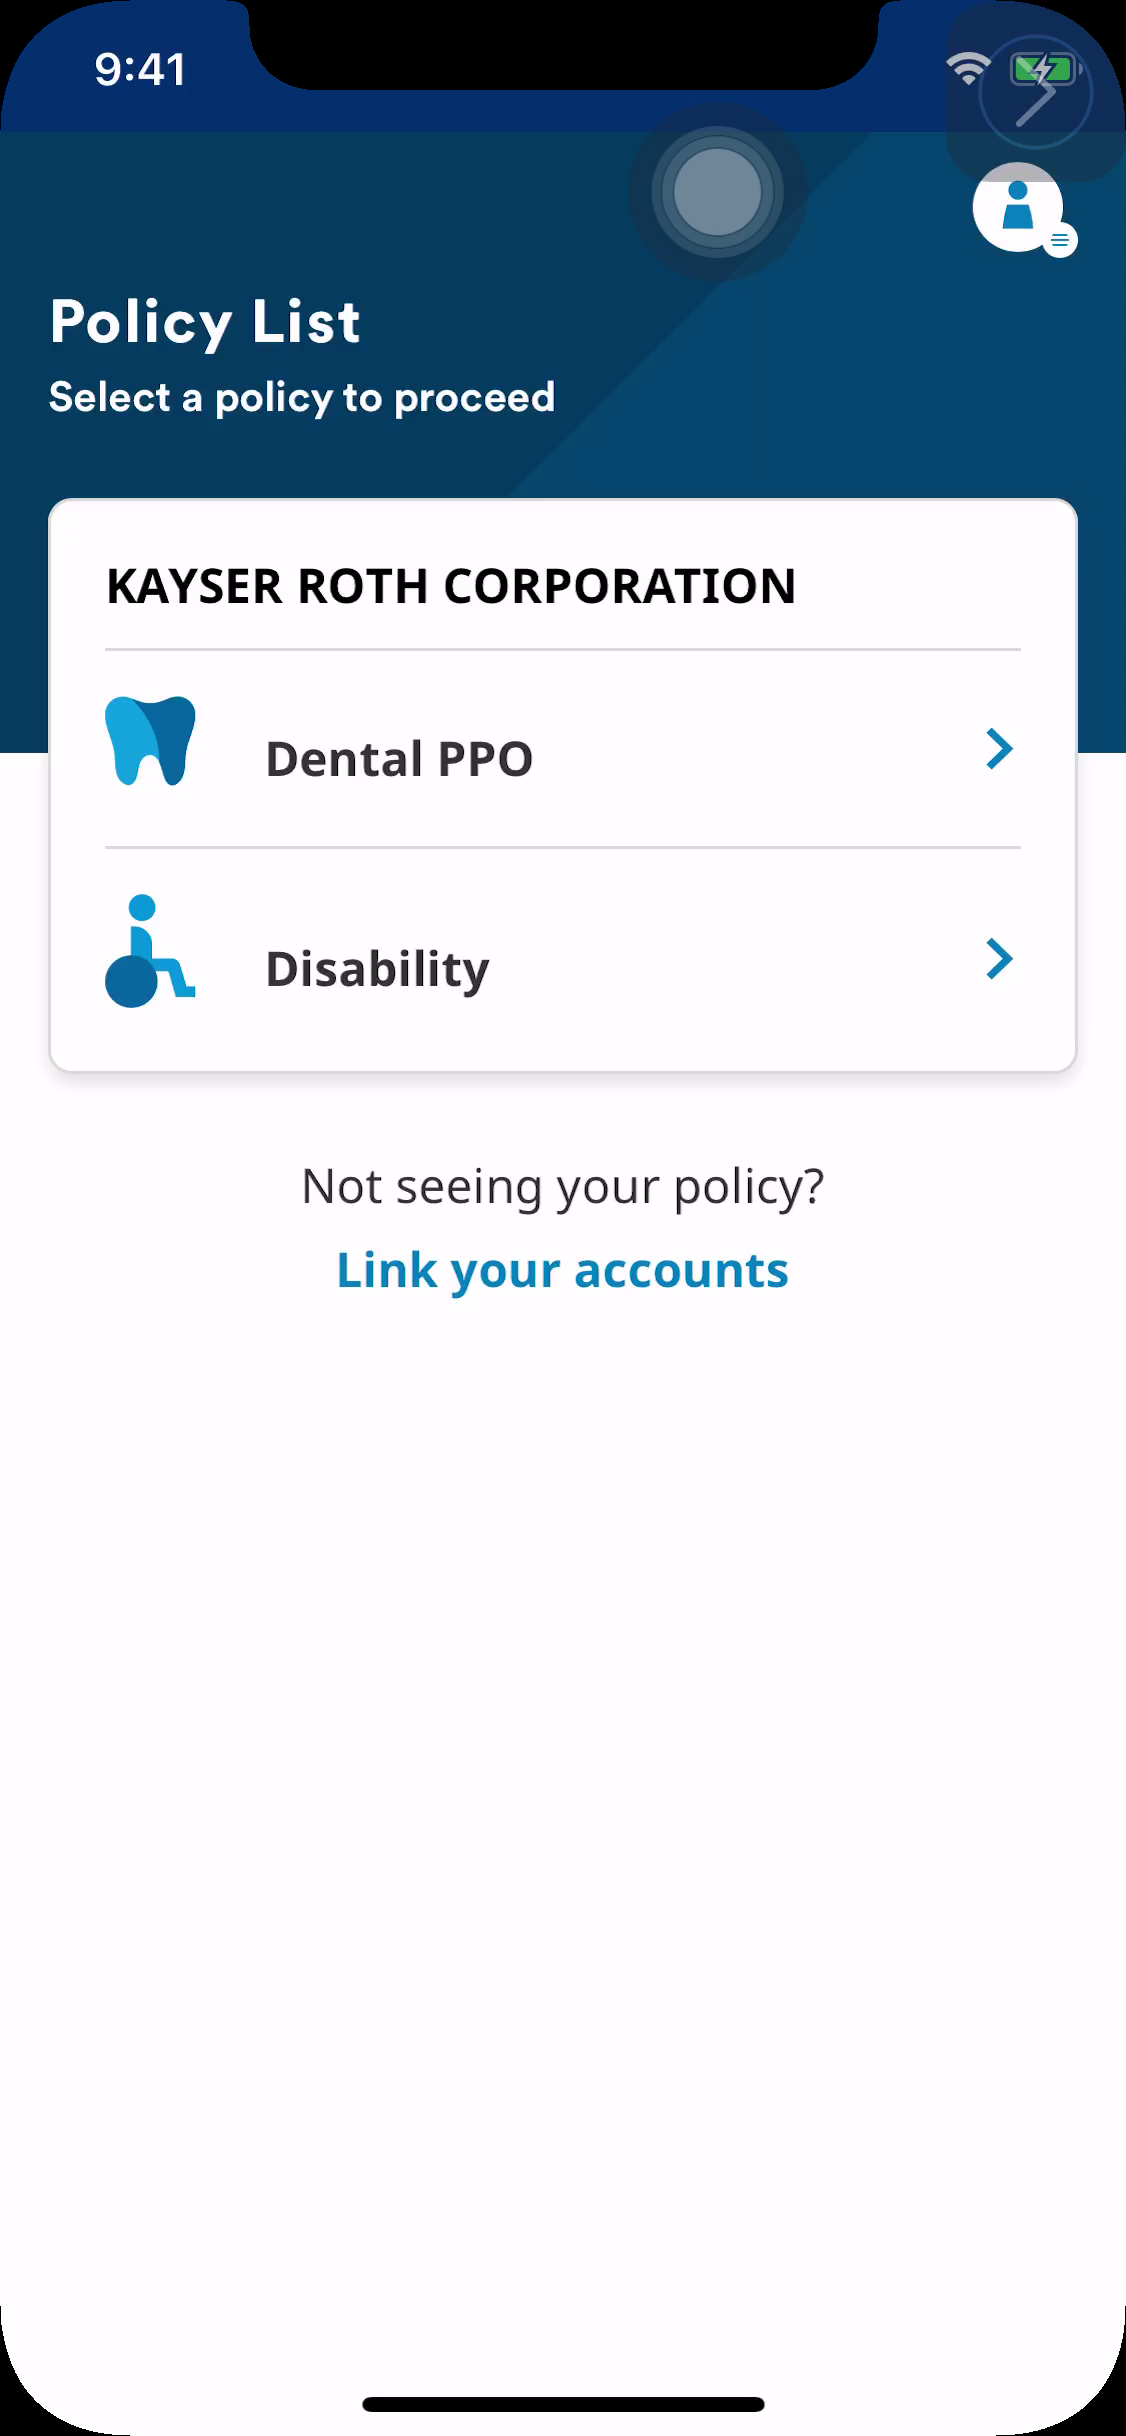 9:41
Policy List
Select a policy to proceed
KAYSER ROTH CORPORATION
Dental PPO
Disability
Not seeing your policy?
Link your accounts